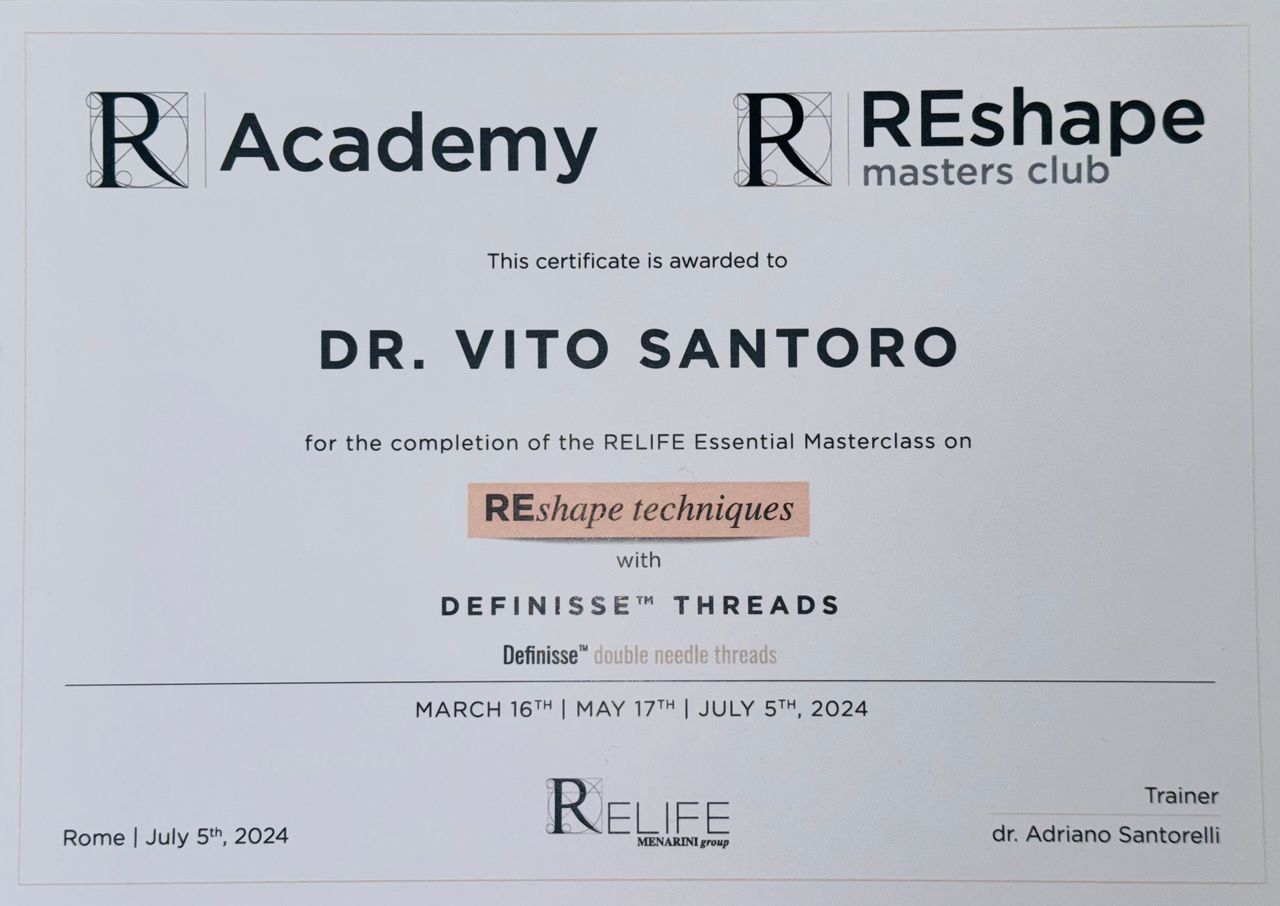 R Academy
R REshape
masters club
This certificate is awarded to
DR. VITO SANTORO
for the completion of the RELIFE Essential Masterclass on
REshape techniques
with
DEFINISSE™ THREADS
Definisse™ double needle threads
MARCH 16TH | MAY 17TH | JULY 5TH, 2024
Rome | July 5th, 2024
RELIFE
MENARINI group
Trainer
dr. Adriano Santorelli